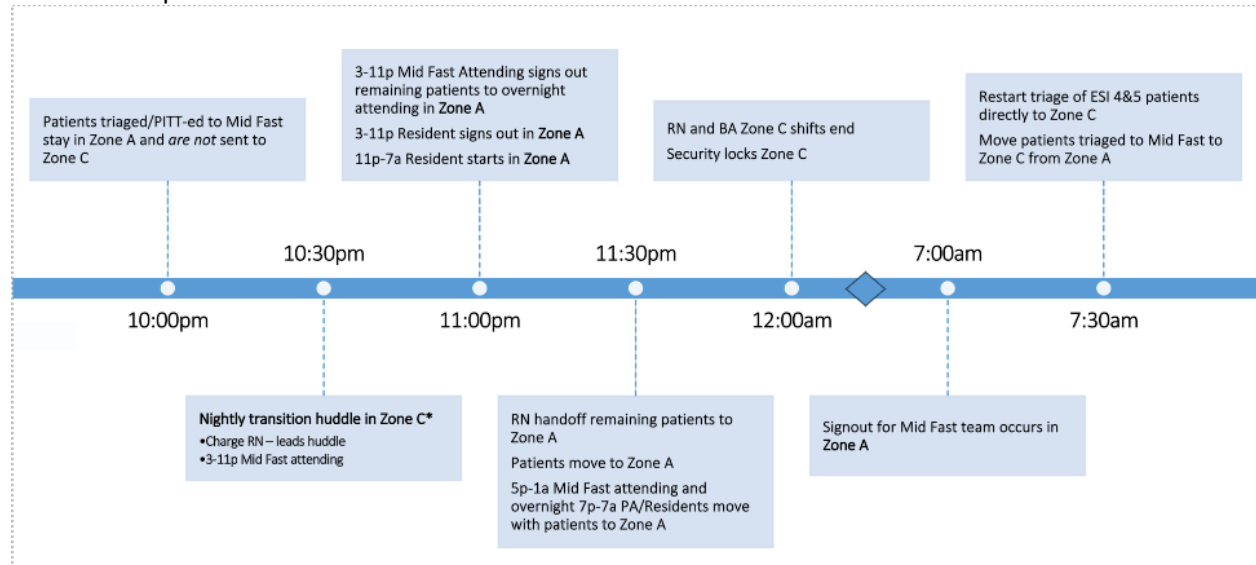 3-11p Mid Fast Attending signs out
remaining patients to overnight
attending in Zone A
3-11p Resident signs out in Zone A
11p-7a Resident starts in Zone A
Patients triaged/PITT-ed to Mid Fast
stay in Zone A and are not sent to
Zone C
RN and BA Zone C shifts end
Security locks Zone C
Restart triage of ESI 4&5 patients
directly to Zone C
Move patients triaged to Mid Fast to
Zone C from Zone A
10:30pm
11:30pm
7:00am
10:00pm
11:00pm
12:00am
7:30am
Nightly transition huddle in Zone C*
•Charge RN – leads huddle
•3-11p Mid Fast attending
RN handoff remaining patients to
Zone A
Patients move to Zone A
5p-1a Mid Fast attending and
overnight 7p-7a PA/Residents move
with patients to Zone A
Signout for Mid Fast team occurs in
Zone A